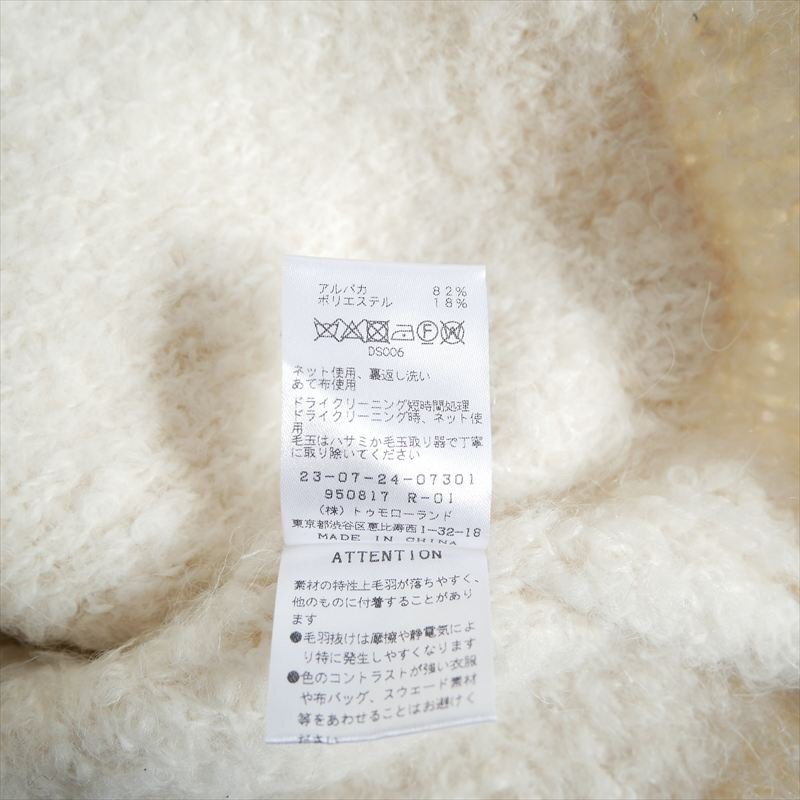 アルパカ 82%
ポリエステル 18%
DS006
ネット使用、裏返し洗い
あて布使用
ドライクリーニング短時間処理
ドライクリーニング時、ネット使
用
毛玉はハサミか毛玉取り器で丁寧
に取り除いてください
23-07-24-07301
950817 R-01
(株)トゥモローランド
東京都渋谷区恵比寿西1-32-18
MADE IN CHINA
ATTENTION
素材の特性上毛羽が落ちやすく、
他のものに付着することがあり
ます
●毛羽抜けは摩擦や静電気によ
り特に発生しやすくなります
●色のコントラストが強い衣服
や布バッグ、スウェード素材
等をあわせることはお避けく
ださい